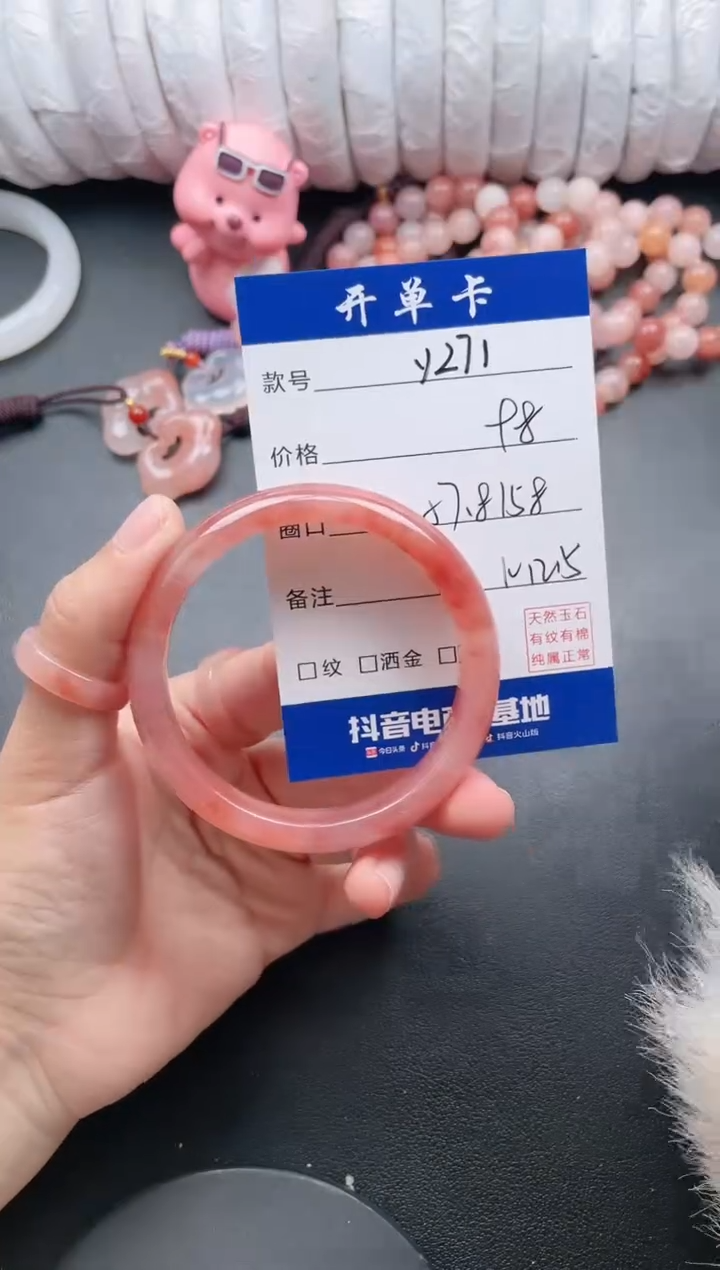 开单卡
款号 y271
价格 98
圈口 57.8158
备注
□纹 □洒金 □
天然玉石
有纹有棉
纯属正常
抖音电 基地
今日头条 抖音 抖音火山版